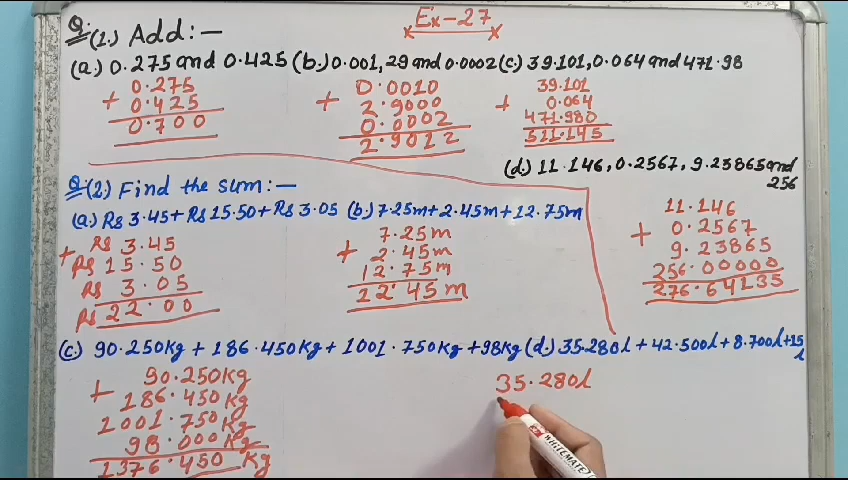 Ex-27
Q.(1.) Add:-
(a.) 0.275 and 0.425 (b.) 0.001, 29 and 0.0002 (c.) 39.101, 0.064 and 471.98
0.275
+ 0.425
0.700
0.0010
+ 2.9000
0.0002
2.9012
39.101
+ 0.064
471.980
511.145
(d.) 11.146, 0.2567, 9.23865 and
256
11.146
+ 0.2567
9.23865
256.00000
276.64135
Q.(2.) Find the sum:-
(a.) Rs 3.45 + Rs 15.50 + Rs 3.05 (b.) 7.25m + 2.45m + 12.75m
+ Rs 3.45
Rs 15.50
Rs 3.05
Rs 22.00
7.25m
+ 2.45m
12.75m
22.45m
(c.) 90.250kg + 186.450kg + 1001.750kg + 98kg (d.) 35.280l + 42.500l + 8.700l + 15
l
+ 90.250kg
186.450kg
1001.750kg
98.000kg
1376.450 kg
35.280l
WHITEMATE